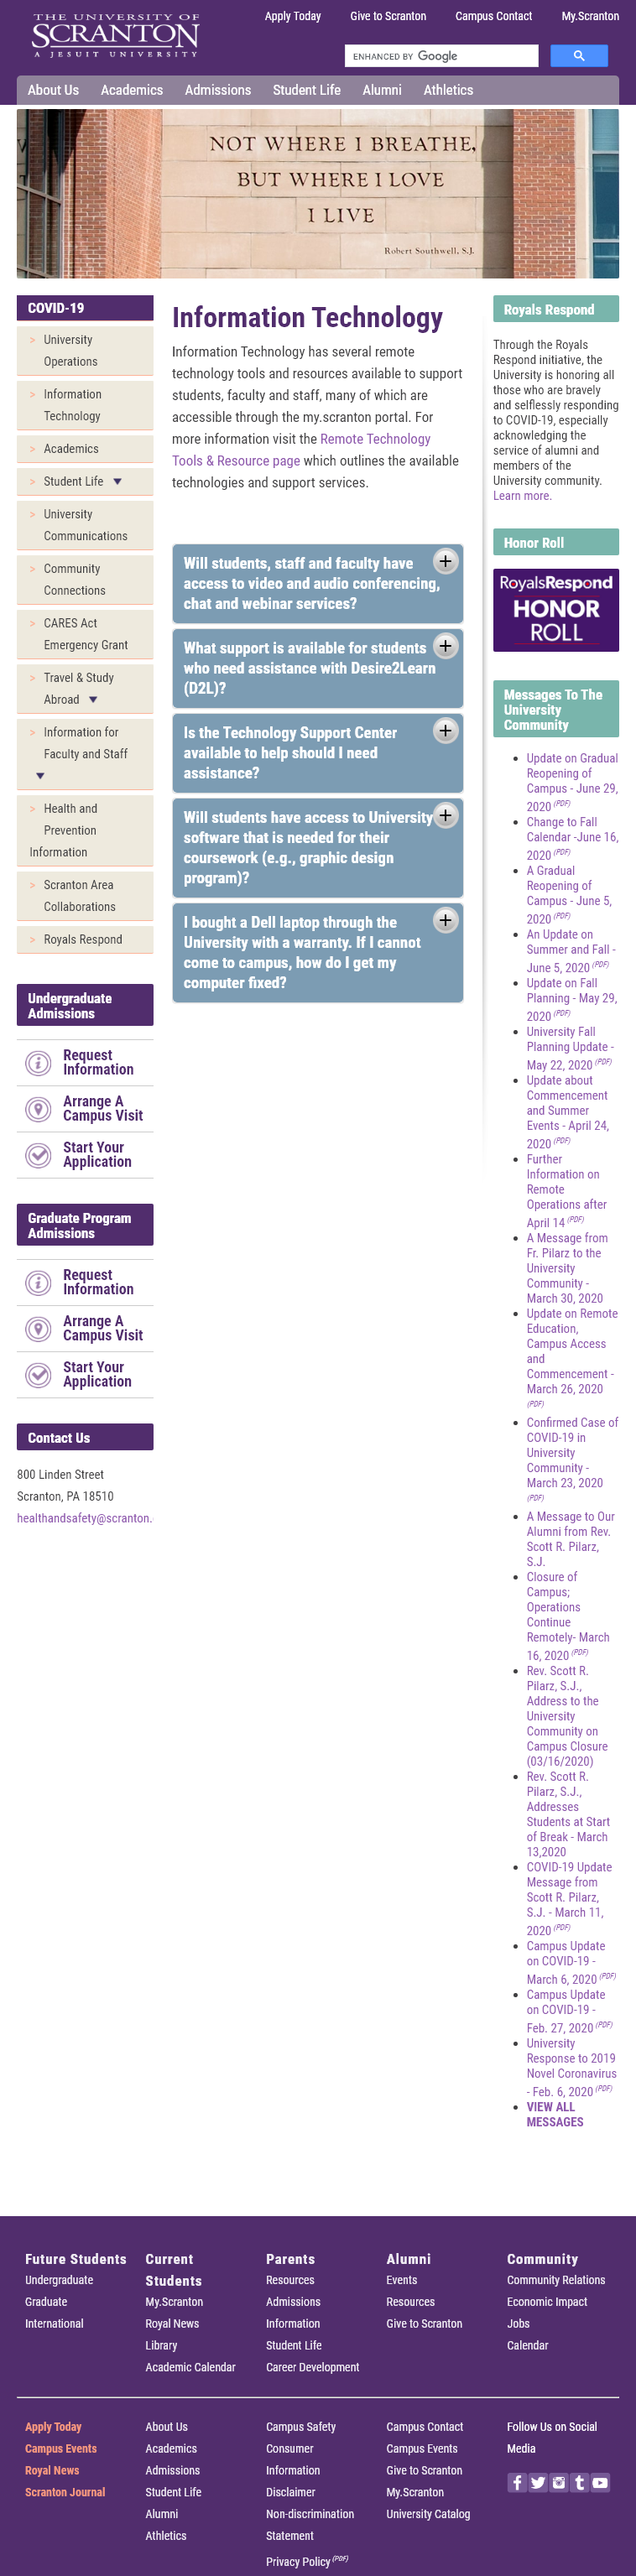 THE UNIVERSITY OF
SCRANTON
A JESUIT UNIVERSITY
Apply Today
Give to Scranton
Campus Contact
My.Scranton
ENHANCED BY Google
About Us
Academics
Admissions
Student Life
Alumni
Athletics
NOT WHERE I BREATHE,
BUT WHERE I LOVE
I LIVE
Robert Southwell, S.J.
COVID-19
> University
Operations
> Information
Technology
> Academics
> Student Life
> University
Communications
> Community
Connections
> CARES Act
Emergency Grant
> Travel & Study
Abroad
> Information for
Faculty and Staff
> Health and
Prevention
Information
> Scranton Area
Collaborations
> Royals Respond
Undergraduate
Admissions
Request
Information
Arrange A
Campus Visit
Start Your
Application
Graduate Program
Admissions
Request
Information
Arrange A
Campus Visit
Start Your
Application
Contact Us
800 Linden Street
Scranton, PA 18510
healthandsafety@scranton.
Information Technology
Information Technology has several remote
technology tools and resources available to support
students, faculty and staff, many of which are
accessible through the my.scranton portal. For
more information visit the Remote Technology
Tools & Resource page which outlines the available
technologies and support services.
Will students, staff and faculty have
access to video and audio conferencing,
chat and webinar services?
What support is available for students
who need assistance with Desire2Learn
(D2L)?
Is the Technology Support Center
available to help should I need
assistance?
Will students have access to University
software that is needed for their
coursework (e.g., graphic design
program)?
I bought a Dell laptop through the
University with a warranty. If I cannot
come to campus, how do I get my
computer fixed?
Royals Respond
Through the Royals
Respond initiative, the
University is honoring all
those who are bravely
and selflessly responding
to COVID-19, especially
acknowledging the
service of alumni and
members of the
University community.
Learn more.
Honor Roll
RoyalsRespond
HONOR
ROLL
Messages To The
University
Community
Update on Gradual
Reopening of
Campus - June 29,
2020 (PDF)
Change to Fall
Calendar -June 16,
2020 (PDF)
A Gradual
Reopening of
Campus - June 5,
2020 (PDF)
An Update on
Summer and Fall -
June 5, 2020 (PDF)
Update on Fall
Planning - May 29,
2020 (PDF)
University Fall
Planning Update -
May 22, 2020 (PDF)
Update about
Commencement
and Summer
Events - April 24,
2020 (PDF)
Further
Information on
Remote
Operations after
April 14 (PDF)
A Message from
Fr. Pilarz to the
University
Community -
March 30, 2020
Update on Remote
Education,
Campus Access
and
Commencement -
March 26, 2020
(PDF)
Confirmed Case of
COVID-19 in
University
Community -
March 23, 2020
(PDF)
A Message to Our
Alumni from Rev.
Scott R. Pilarz,
S.J.
Closure of
Campus;
Operations
Continue
Remotely- March
16, 2020 (PDF)
Rev. Scott R.
Pilarz, S.J.,
Address to the
University
Community on
Campus Closure
(03/16/2020)
Rev. Scott R.
Pilarz, S.J.,
Addresses
Students at Start
of Break - March
13,2020
COVID-19 Update
Message from
Scott R. Pilarz,
S.J. - March 11,
2020 (PDF)
Campus Update
on COVID-19 -
March 6, 2020 (PDF)
Campus Update
on COVID-19 -
Feb. 27, 2020 (PDF)
University
Response to 2019
Novel Coronavirus
- Feb. 6, 2020 (PDF)
VIEW ALL
MESSAGES
Future Students
Undergraduate
Graduate
International
Current
Students
My.Scranton
Royal News
Library
Academic Calendar
Parents
Resources
Admissions
Information
Student Life
Career Development
Alumni
Events
Resources
Give to Scranton
Community
Community Relations
Economic Impact
Jobs
Calendar
Apply Today
Campus Events
Royal News
Scranton Journal
About Us
Academics
Admissions
Student Life
Alumni
Athletics
Campus Safety
Consumer
Information
Disclaimer
Non-discrimination
Statement
Privacy Policy (PDF)
Campus Contact
Campus Events
Give to Scranton
My.Scranton
University Catalog
Follow Us on Social
Media